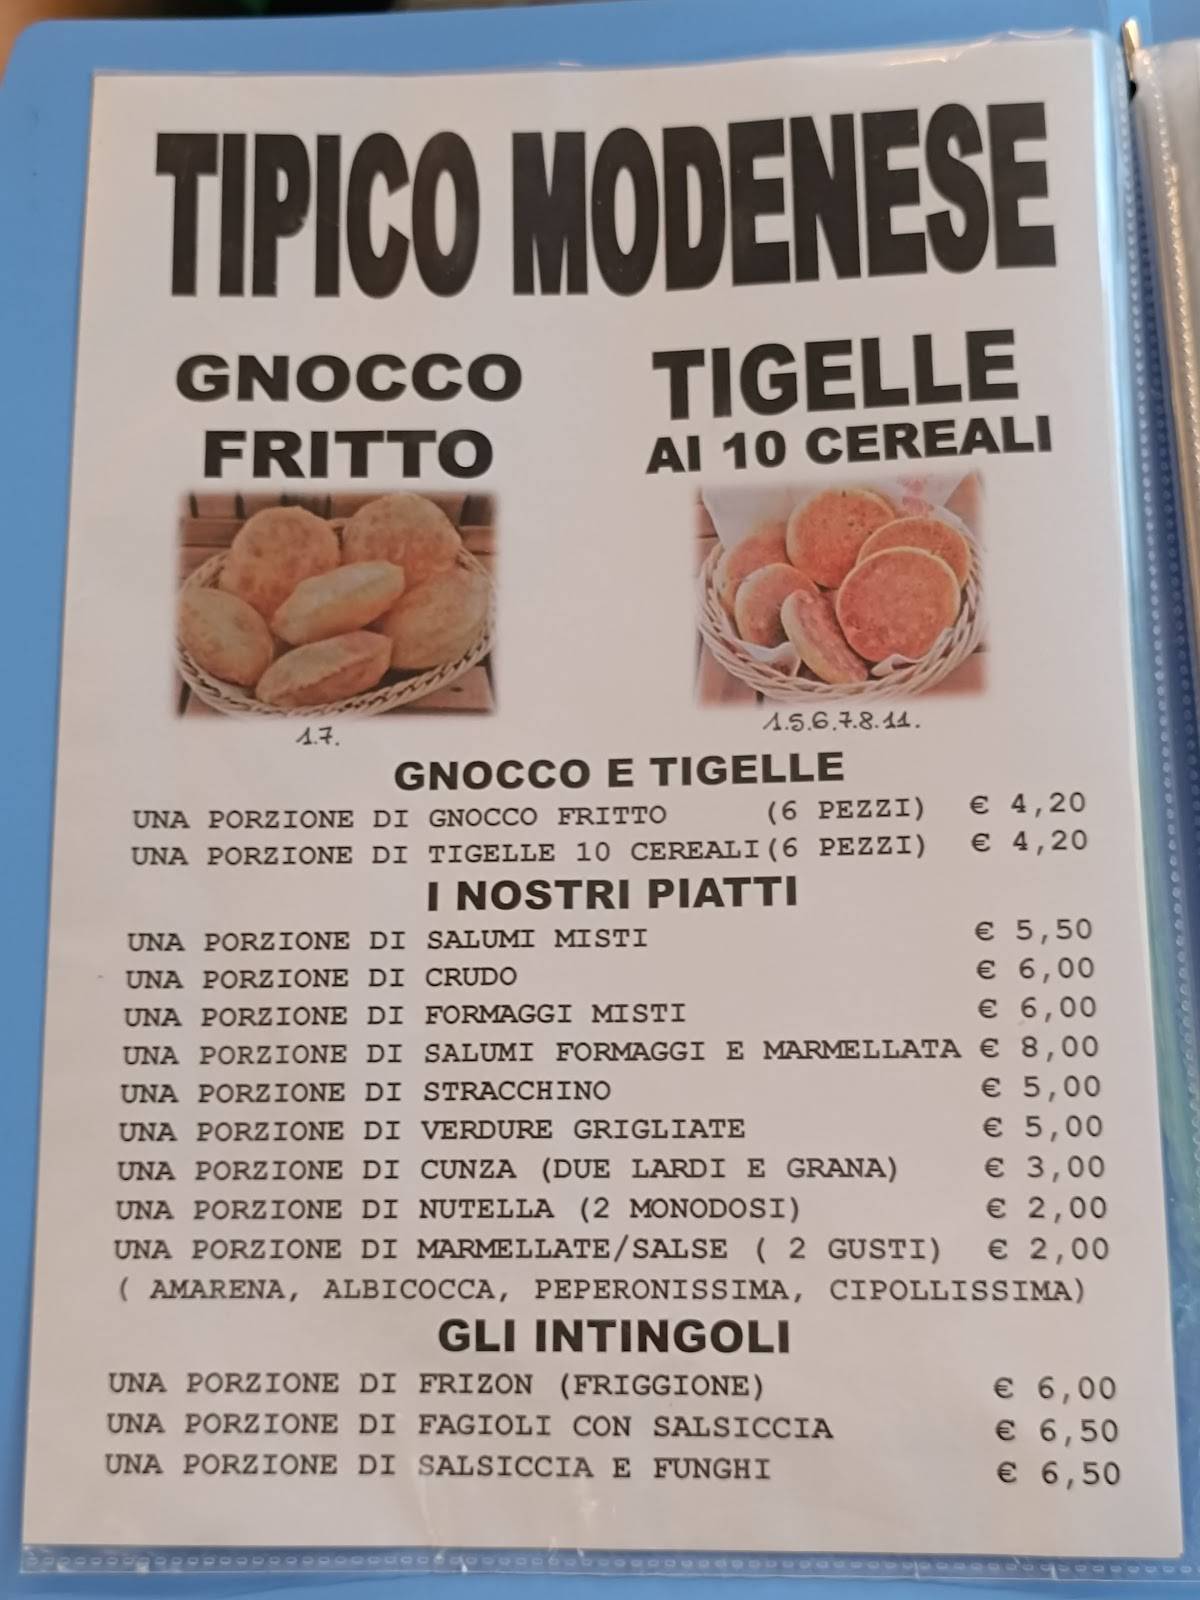 TIPICO MODENESE
GNOCCO
FRITTO
TIGELLE
AI 10 CEREALI
1.7.
1.5.6.7.8.11.
GNOCCO E TIGELLE
UNA PORZIONE DI GNOCCO FRITTO (6 PEZZI) € 4,20
UNA PORZIONE DI TIGELLE 10 CEREALI(6 PEZZI) € 4,20
I NOSTRI PIATTI
UNA PORZIONE DI SALUMI MISTI € 5,50
UNA PORZIONE DI CRUDO € 6,00
UNA PORZIONE DI FORMAGGI MISTI € 6,00
UNA PORZIONE DI SALUMI FORMAGGI E MARMELLATA € 8,00
UNA PORZIONE DI STRACCHINO € 5,00
UNA PORZIONE DI VERDURE GRIGLIATE € 5,00
UNA PORZIONE DI CUNZA (DUE LARDI E GRANA) € 3,00
UNA PORZIONE DI NUTELLA (2 MONODOSI) € 2,00
UNA PORZIONE DI MARMELLATE/SALSE ( 2 GUSTI) € 2,00
( AMARENA, ALBICOCCA, PEPERONISSIMA, CIPOLLISSIMA)
GLI INTINGOLI
UNA PORZIONE DI FRIZON (FRIGGIONE) € 6,00
UNA PORZIONE DI FAGIOLI CON SALSICCIA € 6,50
UNA PORZIONE DI SALSICCIA E FUNGHI € 6,50